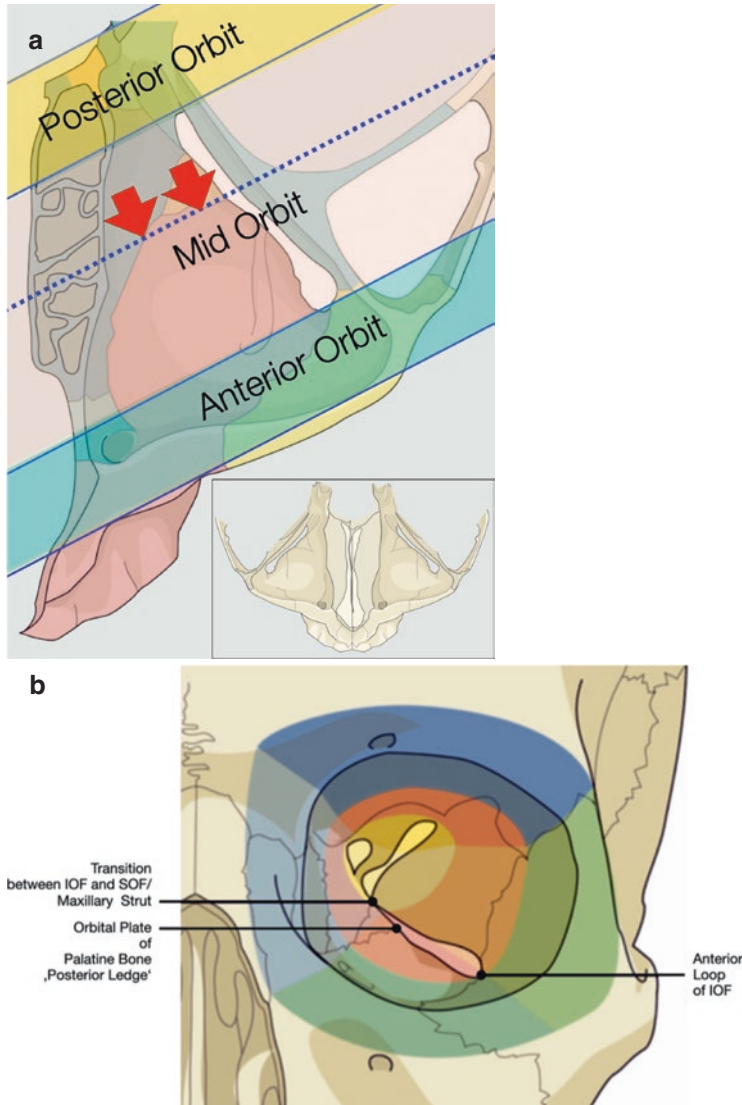 a
Posterior Orbit
Mid Orbit
Anterior Orbit
b
Transition
between IOF and SOF/
Maxillary Strut
Orbital Plate
of
Palatine Bone
‚Posterior Ledge‘
Anterior
Loop
of IOF